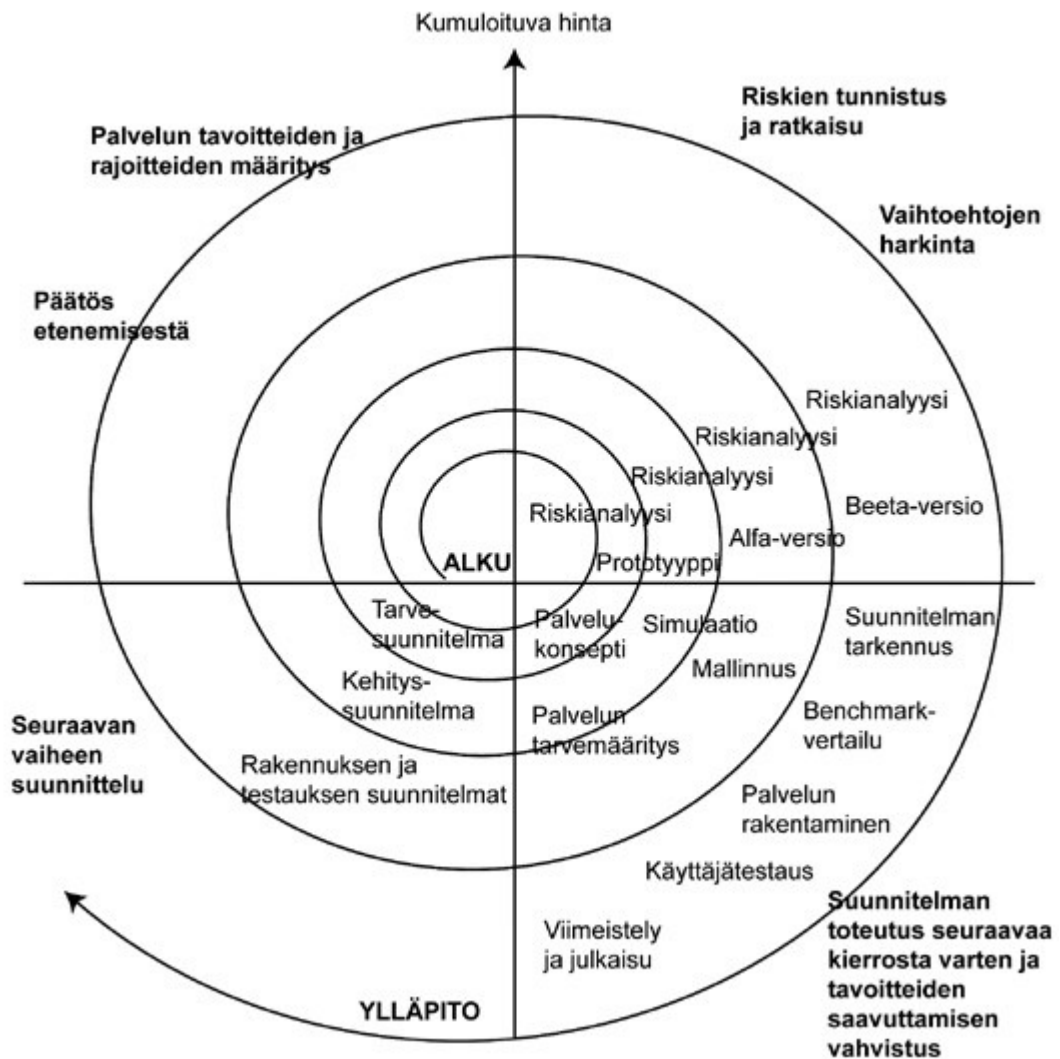 Kumuloituva hinta
Riskien tunnistus
ja ratkaisu
Palvelun tavoitteiden ja
rajoitteiden määritys
Vaihtoehtojen
harkinta
Päätös
etenemisestä
Riskianalyysi
Riskianalyysi
Riskianalyysi
Riskianalyysi
Beeta-versio
Alfa-versio
Prototyyppi
ALKU
Tarve-
suunnitelma
Palvelu-
konsepti
Simulaatio
Suunnitelman
tarkennus
Mallinnus
Kehitys-
suunnitelma
Palvelun
tarvemääritys
Benchmark-
vertailu
Seuraavan
vaiheen
suunnittelu
Rakennuksen ja
testauksen suunnitelmat
Palvelun
rakentaminen
Käyttäjätestaus
Viimeistely
ja julkaisu
Suunnitelman
toteutus seuraavaa
kierrosta varten ja
tavoitteiden
saavuttamisen
vahvistus
YLLÄPITO